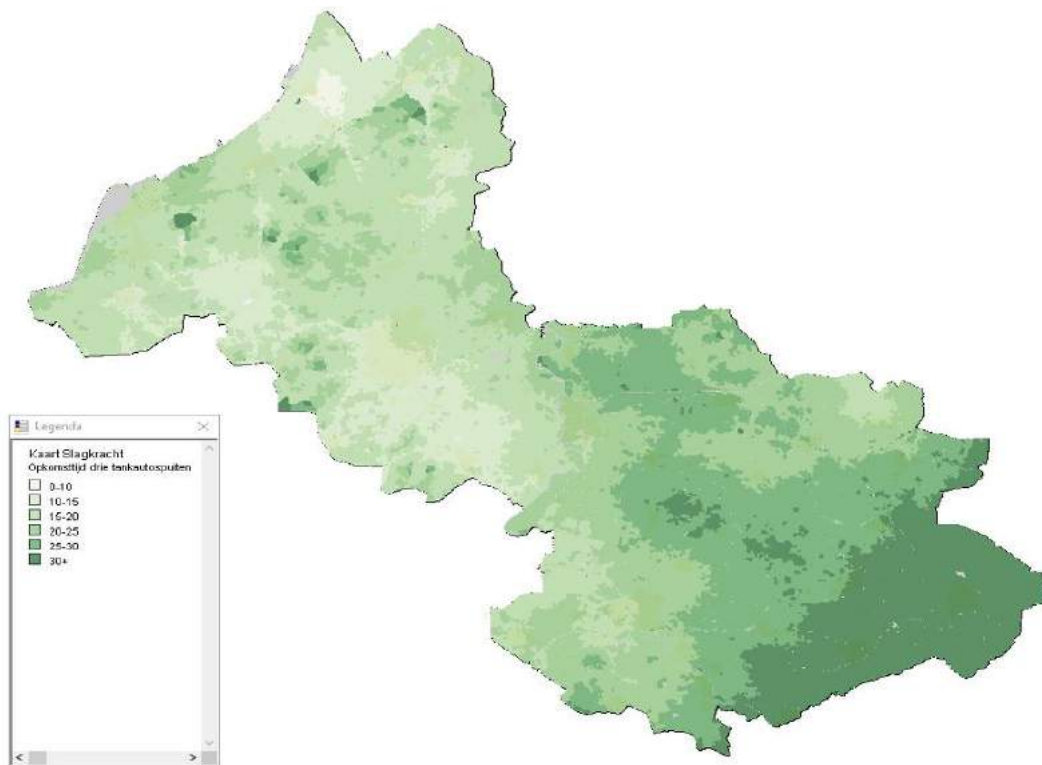 Legenda
Kaart Slagkracht
Opkomsttijd drie tankautospuiten
0-10
10-15
15-20
20-25
25-30
30+